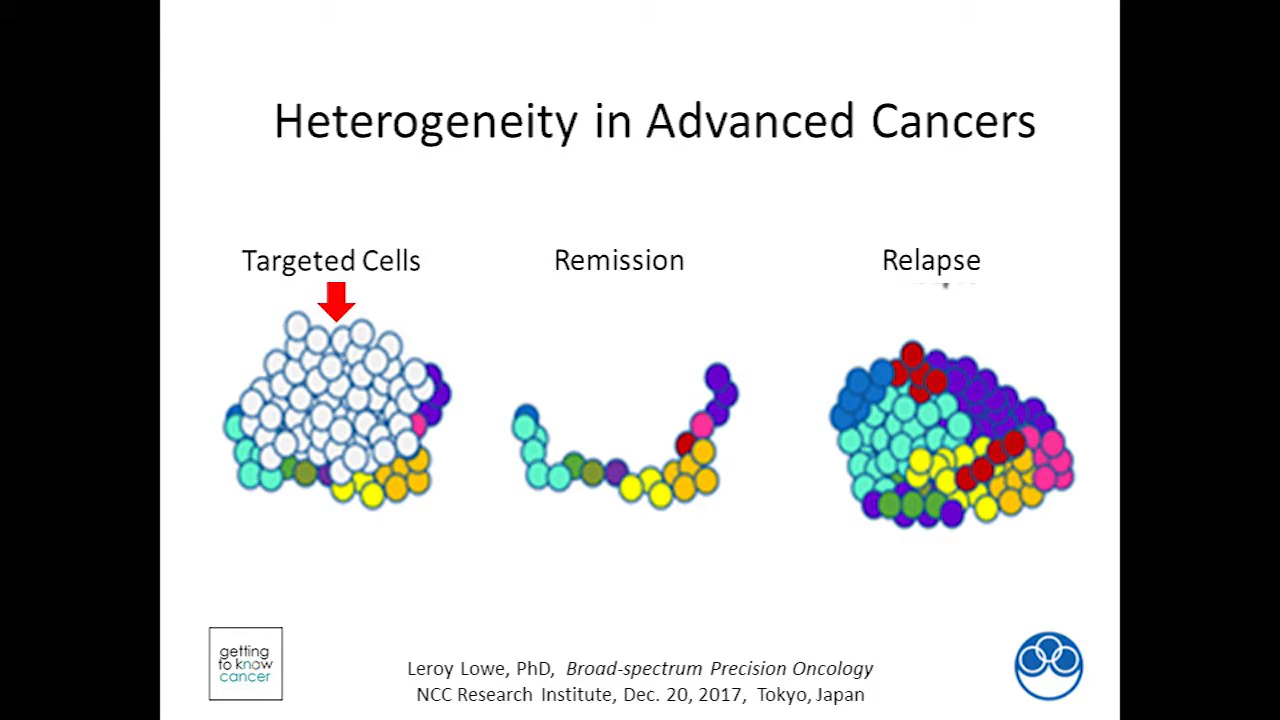 Heterogeneity in Advanced Cancers
Targeted Cells
Remission
Relapse
getting
to know
cancer
Leroy Lowe, PhD, Broad-spectrum Precision Oncology
NCC Research Institute, Dec. 20, 2017, Tokyo, Japan